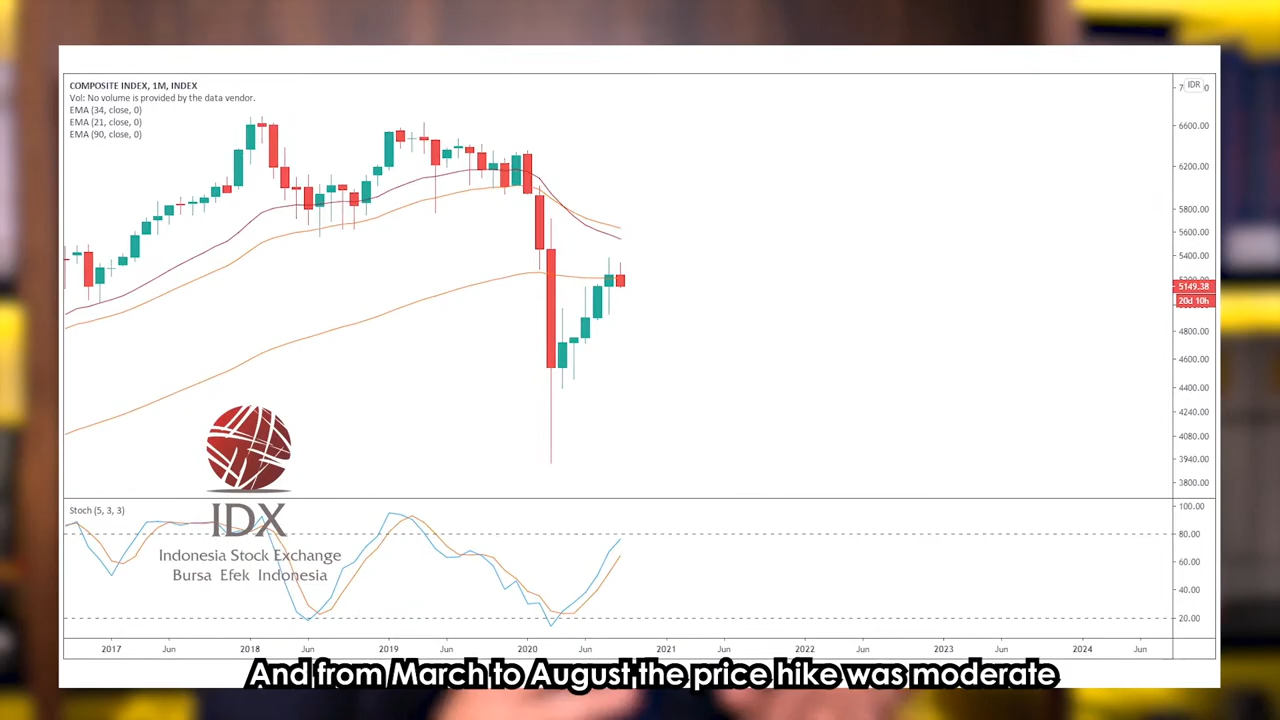 COMPOSITE INDEX, 1M, INDEX
Vol: No volume is provided by the data vendor.
EMA (34, close, 0)
EMA (21, close, 0)
EMA (90, close, 0)
IDR
6600.00
6200.00
5800.00
5600.00
5400.00
5149.38
20d 10h
4800.00
4600.00
4400.00
4240.00
4080.00
3940.00
3800.00
IDX
Indonesia Stock Exchange
Bursa Efek Indonesia
Stoch (5, 3, 3)
100.00
80.00
60.00
40.00
20.00
2017 Jun 2018 Jun 2019 Jun 2020 Jun 2021 Jun 2022 Jun 2023 Jun 2024 Jun
And from March to August the price hike was moderate